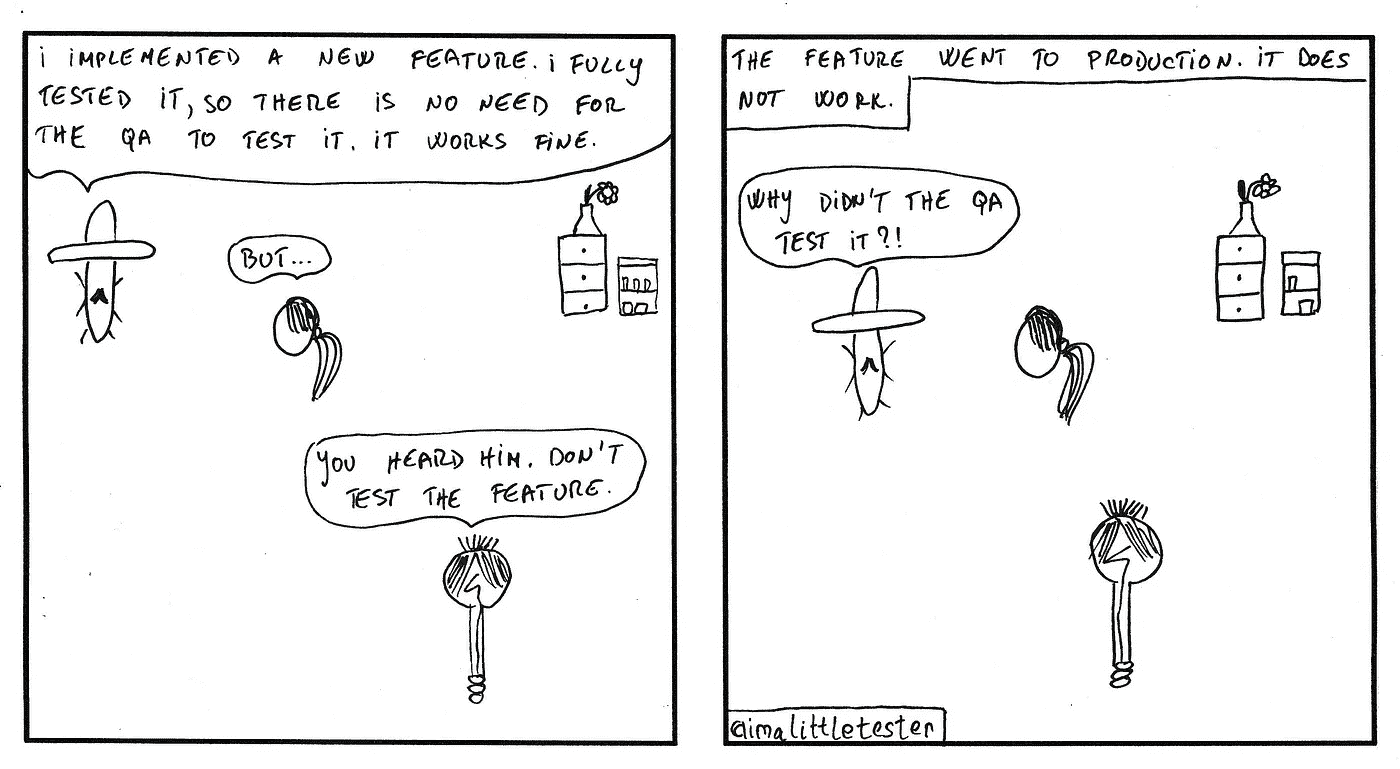 i iMPLEMENTED A NEW FEATURE. i FULLY
TESTED iT, SO THERE iS NO NEED FOR
THE QA TO TEST iT. iT WORKS FiNE.
BUT...
YOU HEARD HiM. DON'T
TEST THE FEATURE.
THE FEATURE WENT TO PRODUCTiON. iT DOES
NOT WORK.
WHY DiDN'T THE QA
TEST iT?!
@imalittletester